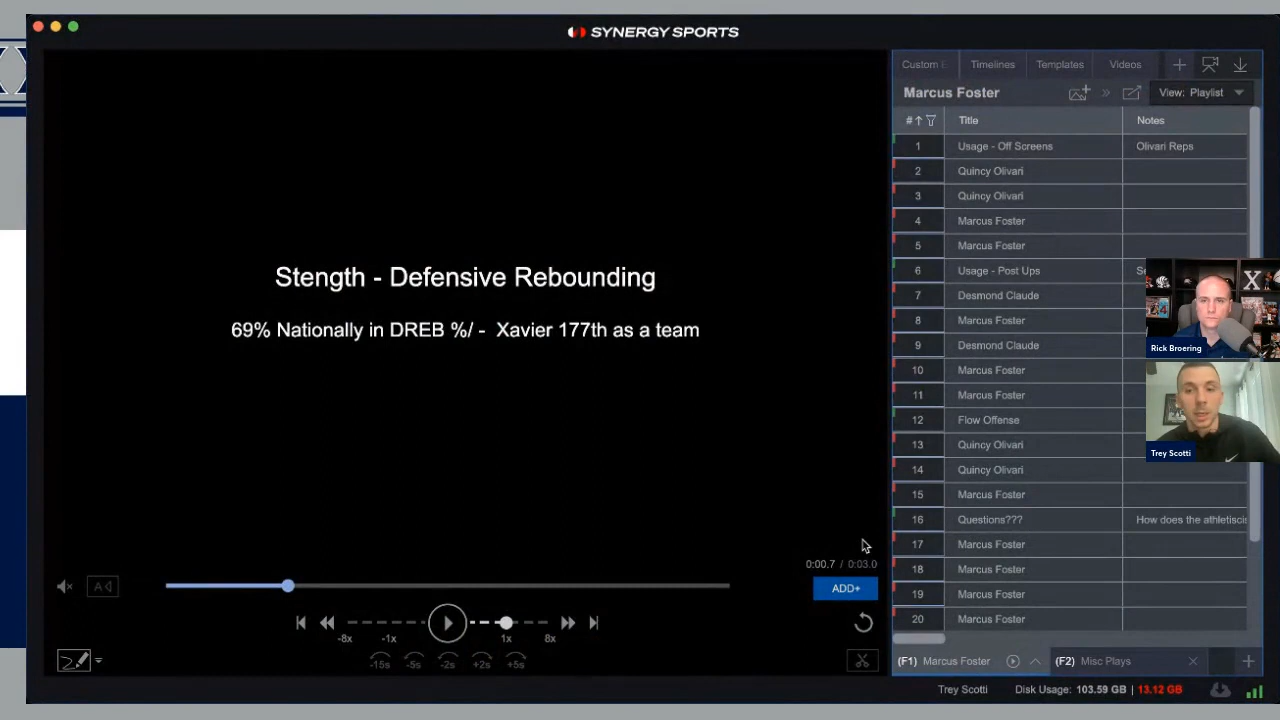 SYNERGY SPORTS
Custom E
Timelines
Templates
Videos
Marcus Foster
View: Playlist
#
Title
Notes
1 Usage - Off Screens Olivari Reps
2 Quincy Olivari
3 Quincy Olivari
4 Marcus Foster
5 Marcus Foster
6 Usage - Post Ups Se
7 Desmond Claude
8 Marcus Foster
9 Desmond Claude
10 Marcus Foster
11 Marcus Foster
12 Flow Offense
13 Quincy Olivari
14 Quincy Olivari
15 Marcus Foster
16 Questions??? How does the athletisci
17 Marcus Foster
18 Marcus Foster
19 Marcus Foster
20 Marcus Foster
Stength - Defensive Rebounding
69% Nationally in DREB %/ - Xavier 177th as a team
X
Rick Broering
Trey Scotti
0:00.7 / 0:03.0
A
ADD+
-8x -1x 1x 8x
-15s -5s -2s +2s +5s
(F1) Marcus Foster
(F2) Misc Plays
Trey Scotti
Disk Usage: 103.59 GB | 13.12 GB